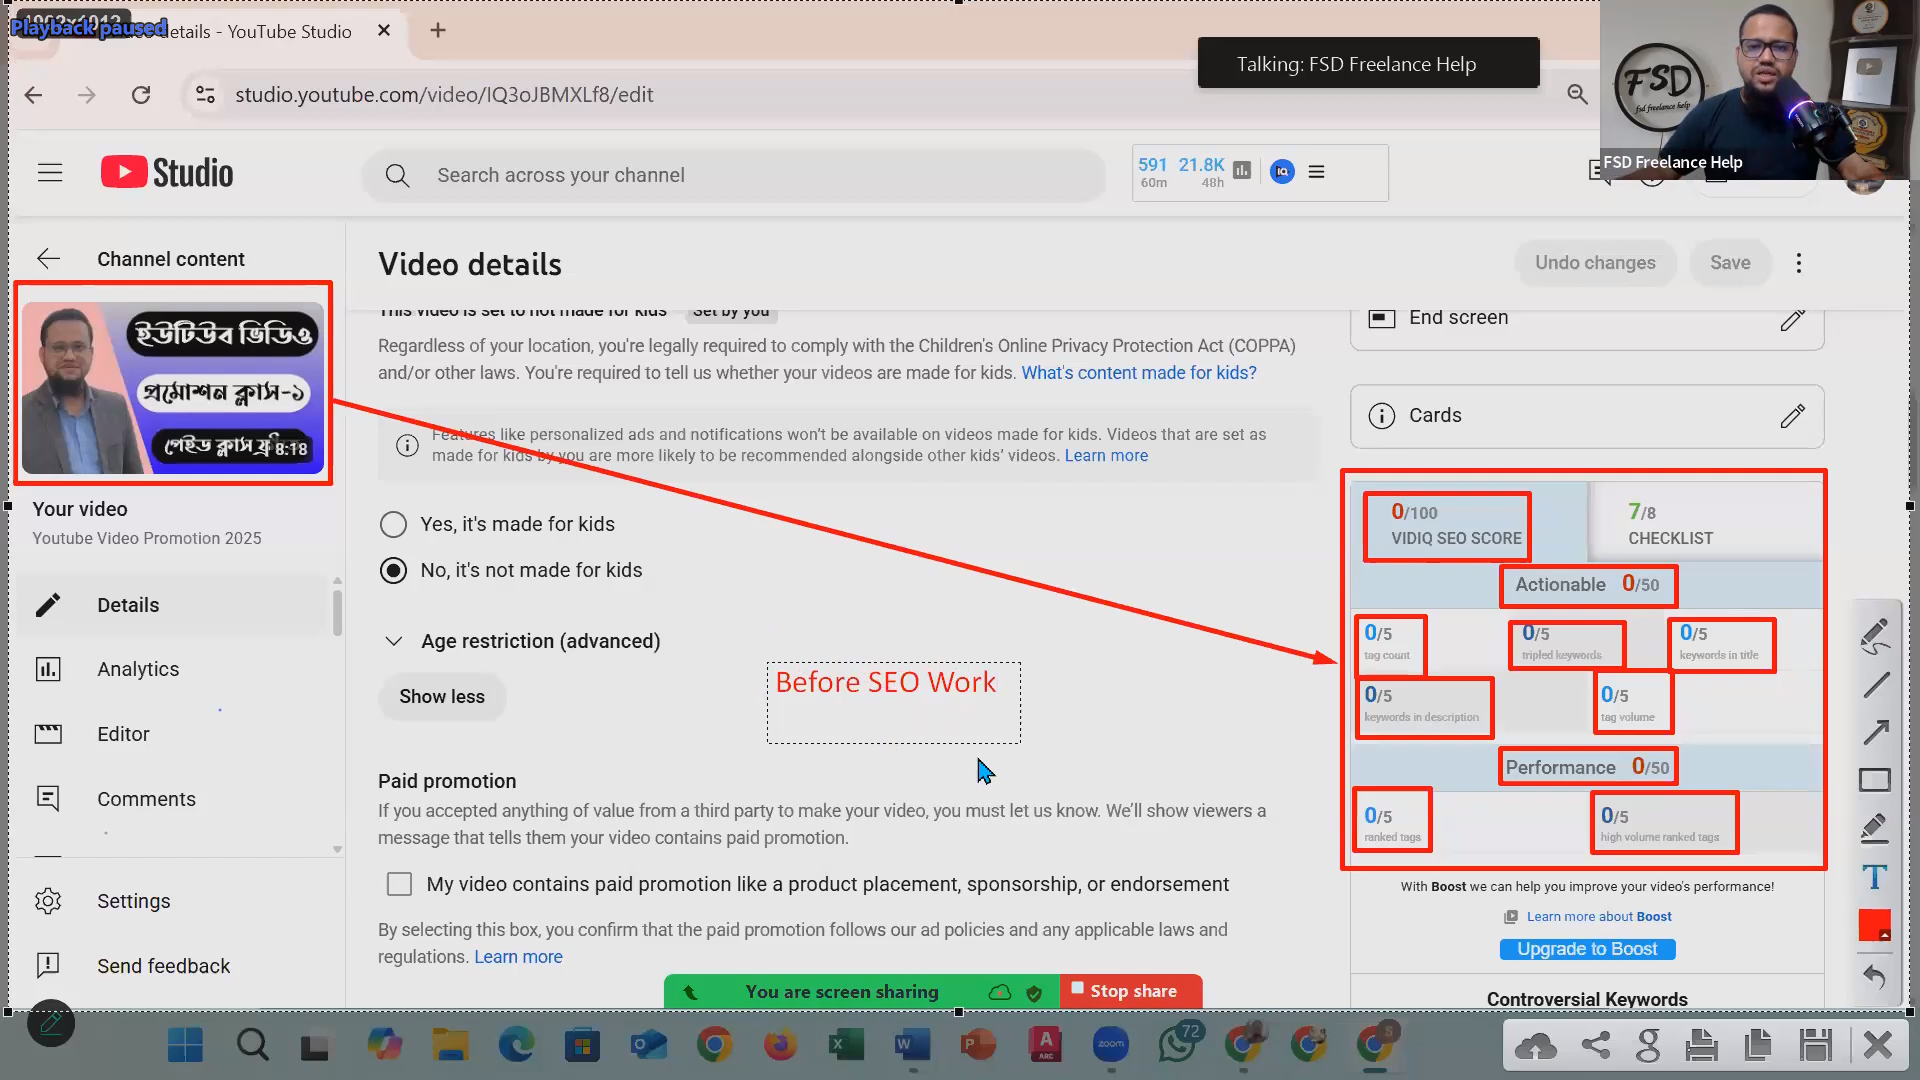 1902x1012
Playback paused
details - YouTube Studio
Talking: FSD Freelance Help
studio.youtube.com/video/IQ3oJBMXLf8/edit
FSD
fsd freelance help
FSD Freelance Help
Studio
Search across your channel
591 21.8K
60m 48h
Channel content
Video details
Undo changes
Save
ইউটিউব ভিডিও
প্রমোশন ক্লাস-১
পেইড ক্লাস ফ্রী
8:18
Your video
Youtube Video Promotion 2025
Details
Analytics
Editor
Comments
Settings
Send feedback
This video is set to not made for kids Set by you
Regardless of your location, you're legally required to comply with the Children's Online Privacy Protection Act (COPPA)
and/or other laws. You're required to tell us whether your videos are made for kids. What's content made for kids?
Features like personalized ads and notifications won't be available on videos made for kids. Videos that are set as
made for kids by you are more likely to be recommended alongside other kids' videos. Learn more
Yes, it's made for kids
No, it's not made for kids
Age restriction (advanced)
Show less
Before SEO Work
Paid promotion
If you accepted anything of value from a third party to make your video, you must let us know. We'll show viewers a
message that tells them your video contains paid promotion.
My video contains paid promotion like a product placement, sponsorship, or endorsement
By selecting this box, you confirm that the paid promotion follows our ad policies and any applicable laws and
regulations. Learn more
End screen
Cards
0/100
VIDIQ SEO SCORE
7/8
CHECKLIST
Actionable 0/50
0/5
tag count
0/5
tripled keywords
0/5
keywords in title
0/5
keywords in description
0/5
tag volume
Performance 0/50
0/5
ranked tags
0/5
high volume ranked tags
With Boost we can help you improve your video's performance!
Learn more about Boost
Upgrade to Boost
Controversial Keywords
You are screen sharing
Stop share
zoom
72